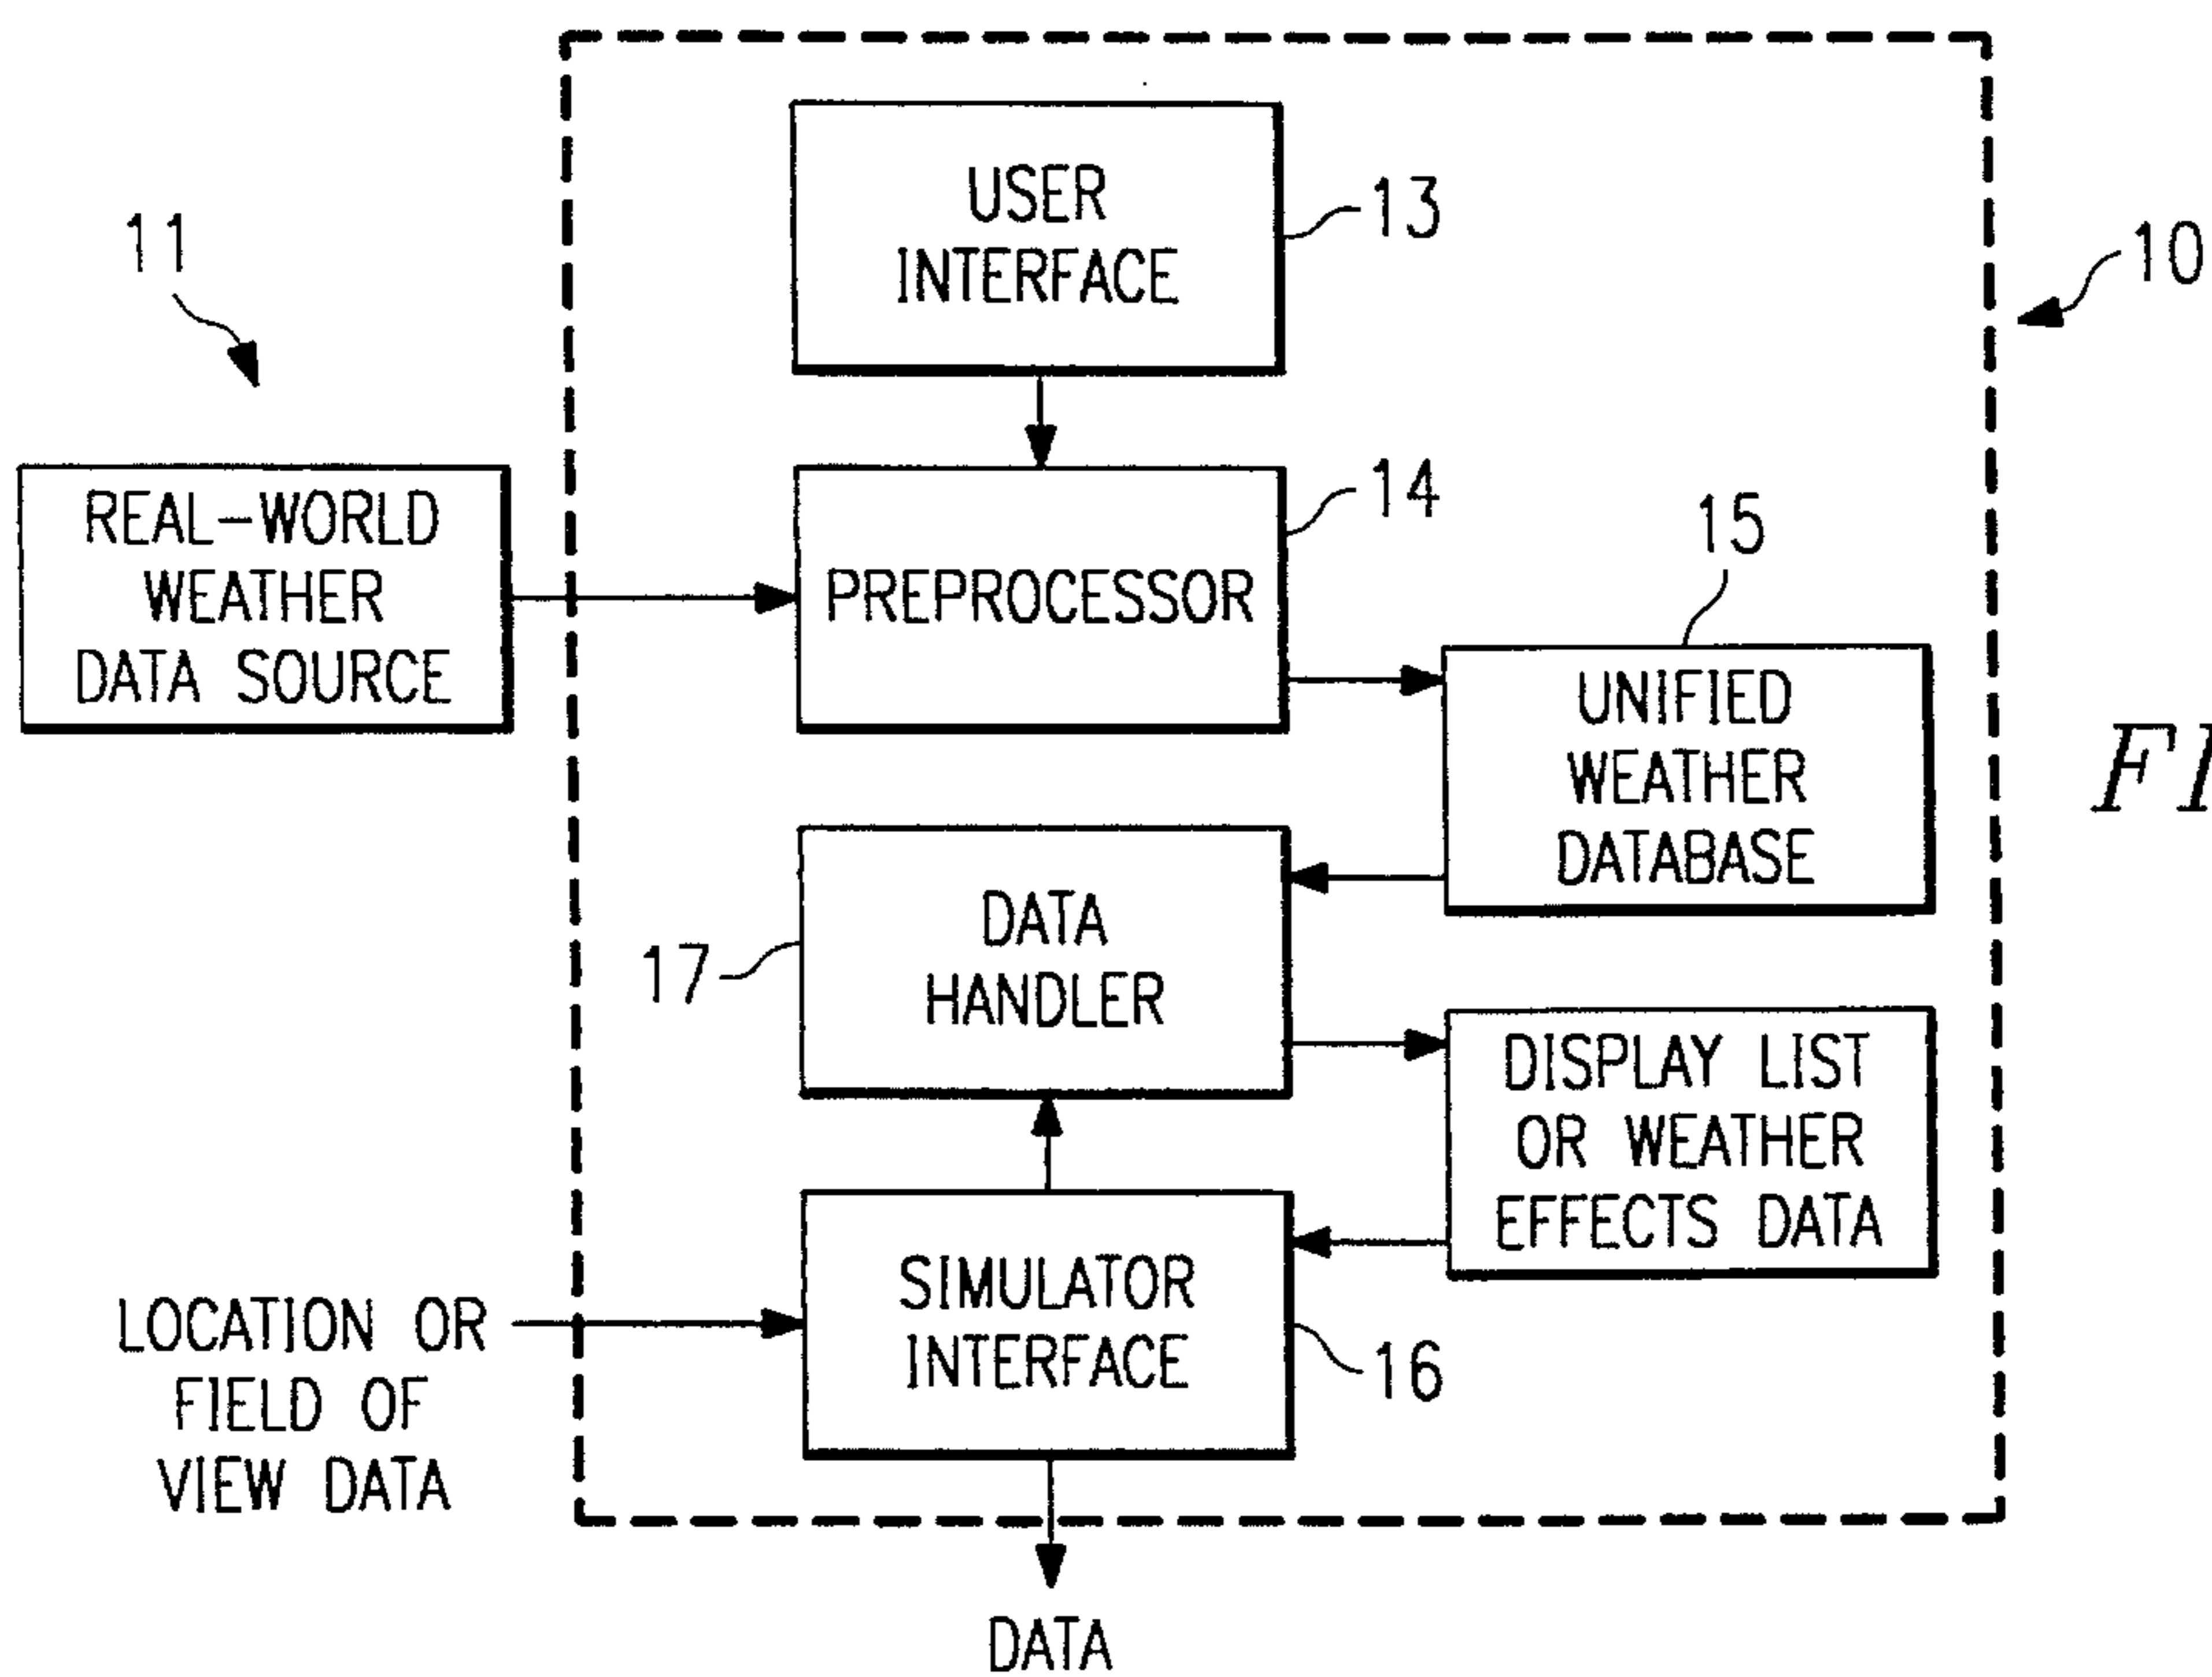 USER
INTERFACE
13
11
10
REAL-WORLD
WEATHER
DATA SOURCE
14
PREPROCESSOR
15
UNIFIED
WEATHER
DATABASE
17
DATA
HANDLER
DISPLAY LIST
OR WEATHER
EFFECTS DATA
LOCATION OR
FIELD OF
VIEW DATA
SIMULATOR
INTERFACE
16
DATA